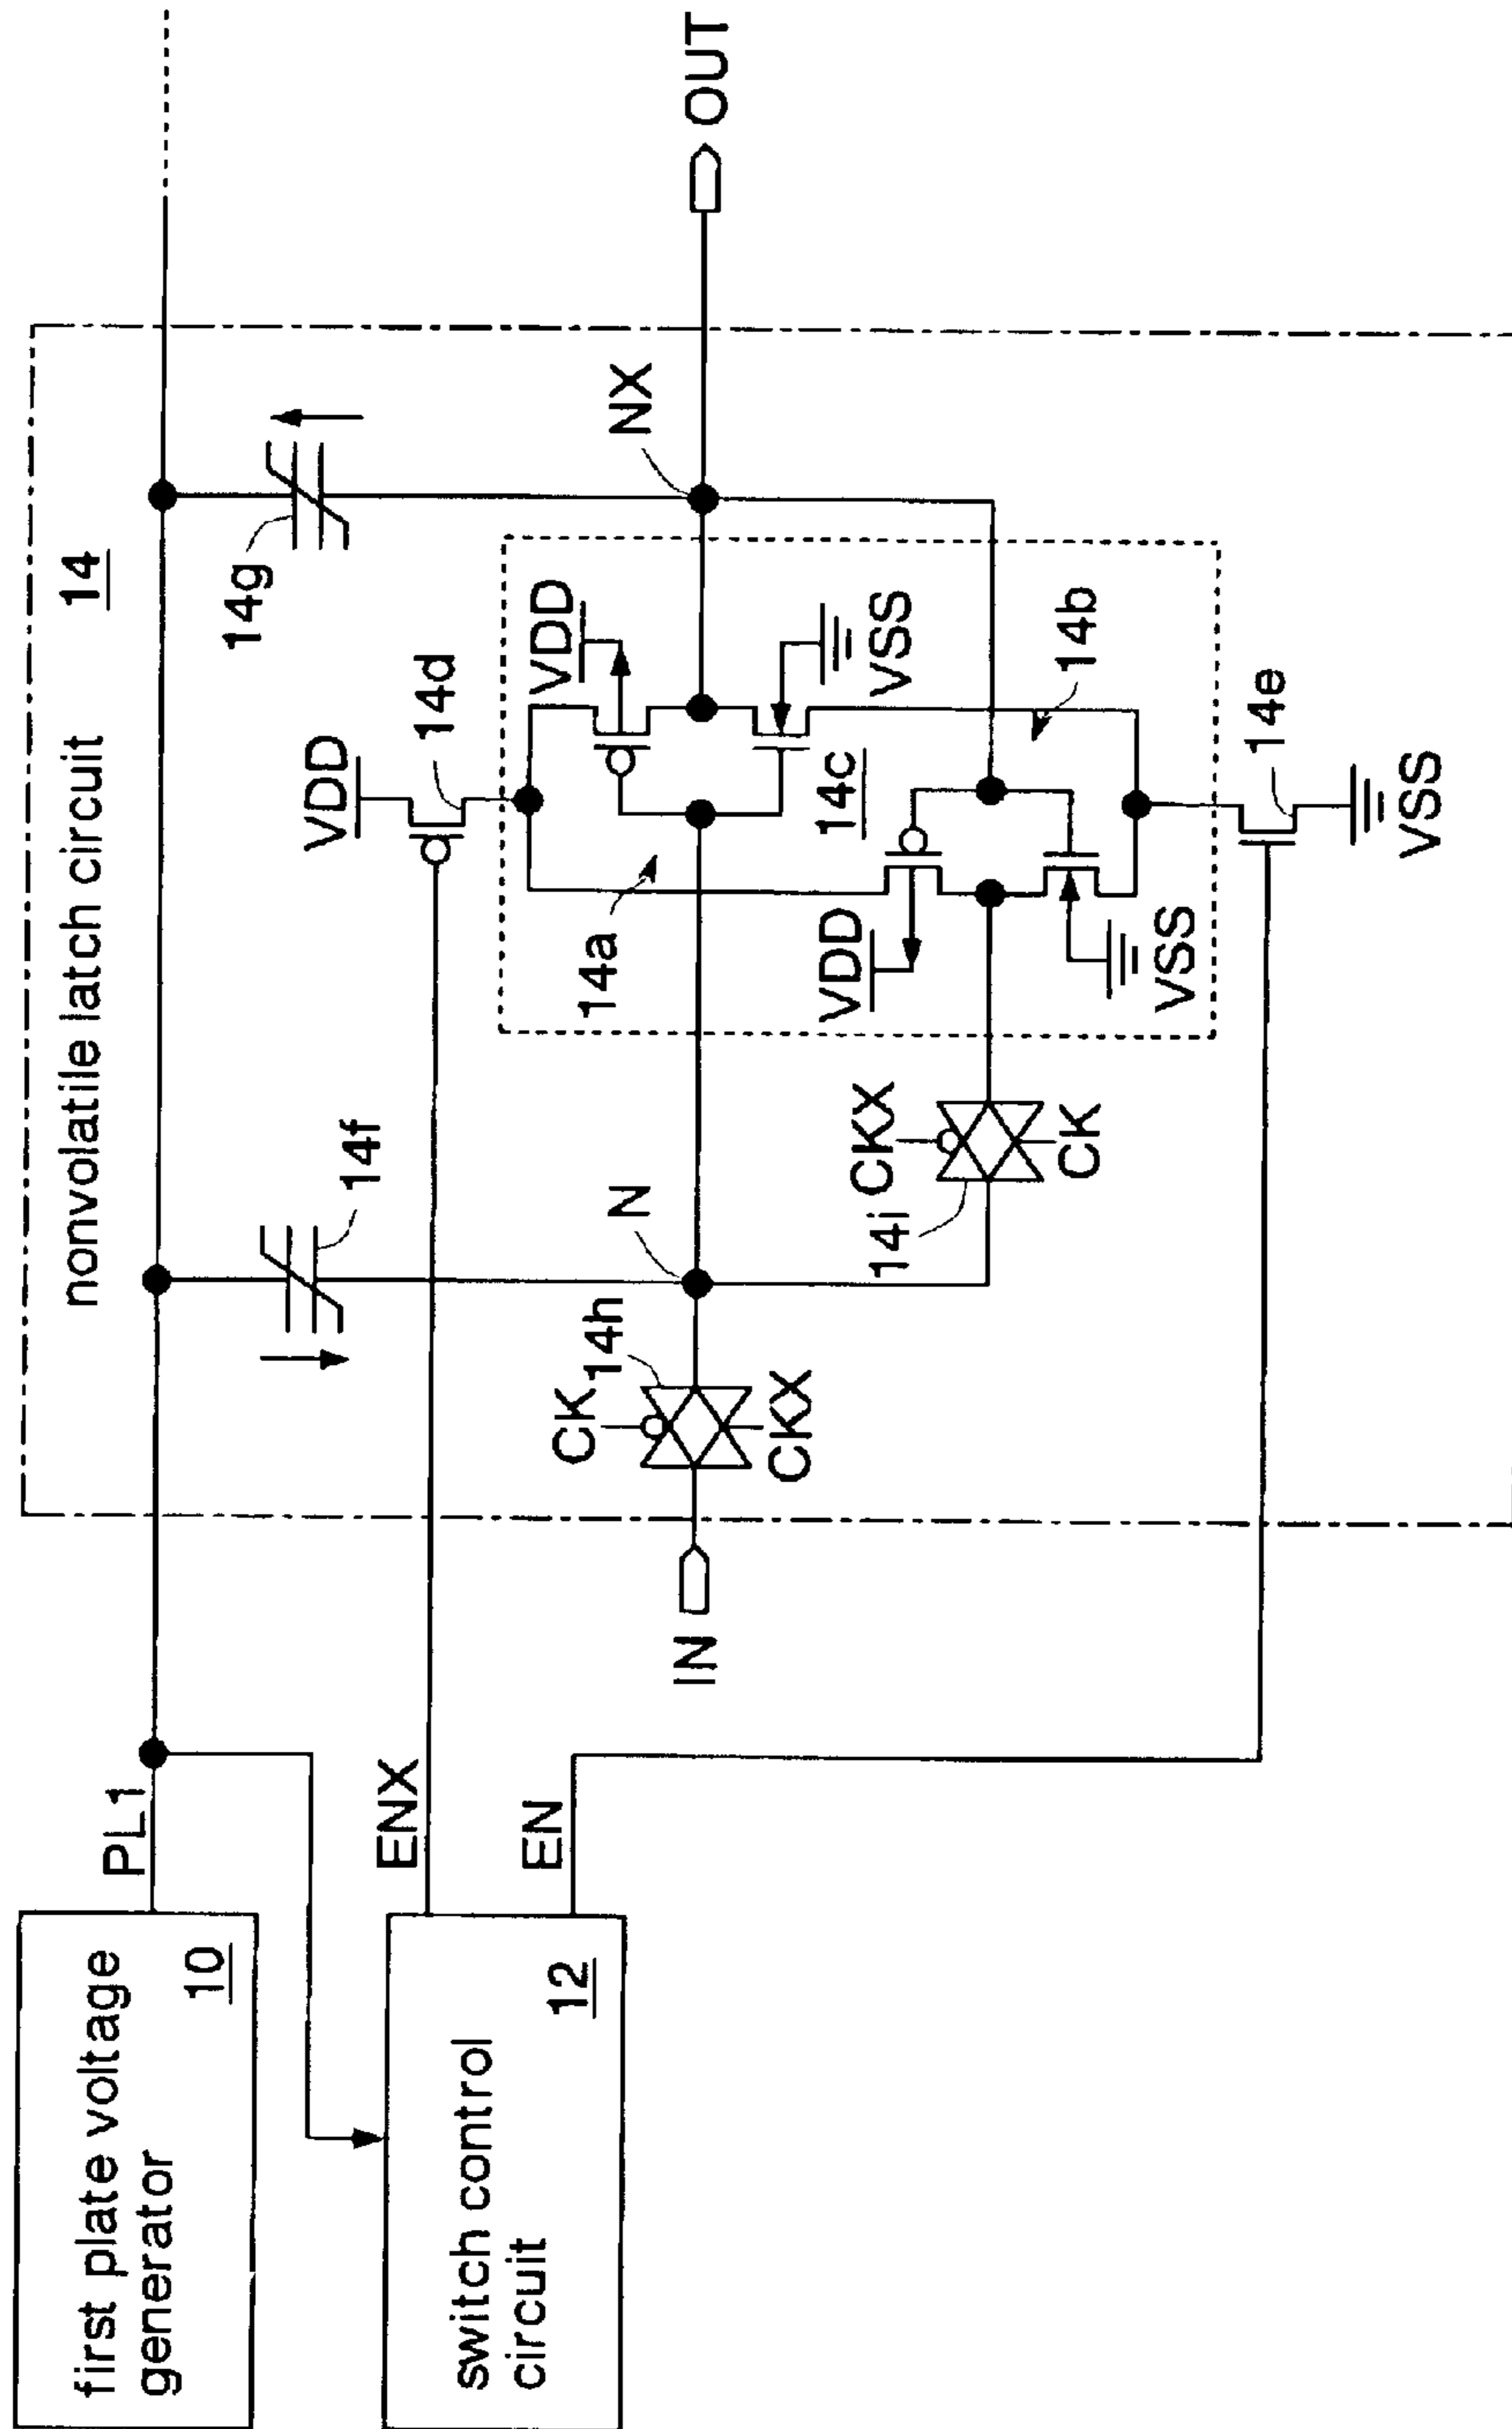 first plate voltage
generator
10
PL1
switch control
circuit
12
ENX
EN
nonvolatile latch circuit
14
14f
14g
VDD
14d
VDD
IN
CK
14h
CKX
N
14a
14c
VSS
NX
OUT
14i
CKX
CK
VDD
VSS
14b
14e
VSS